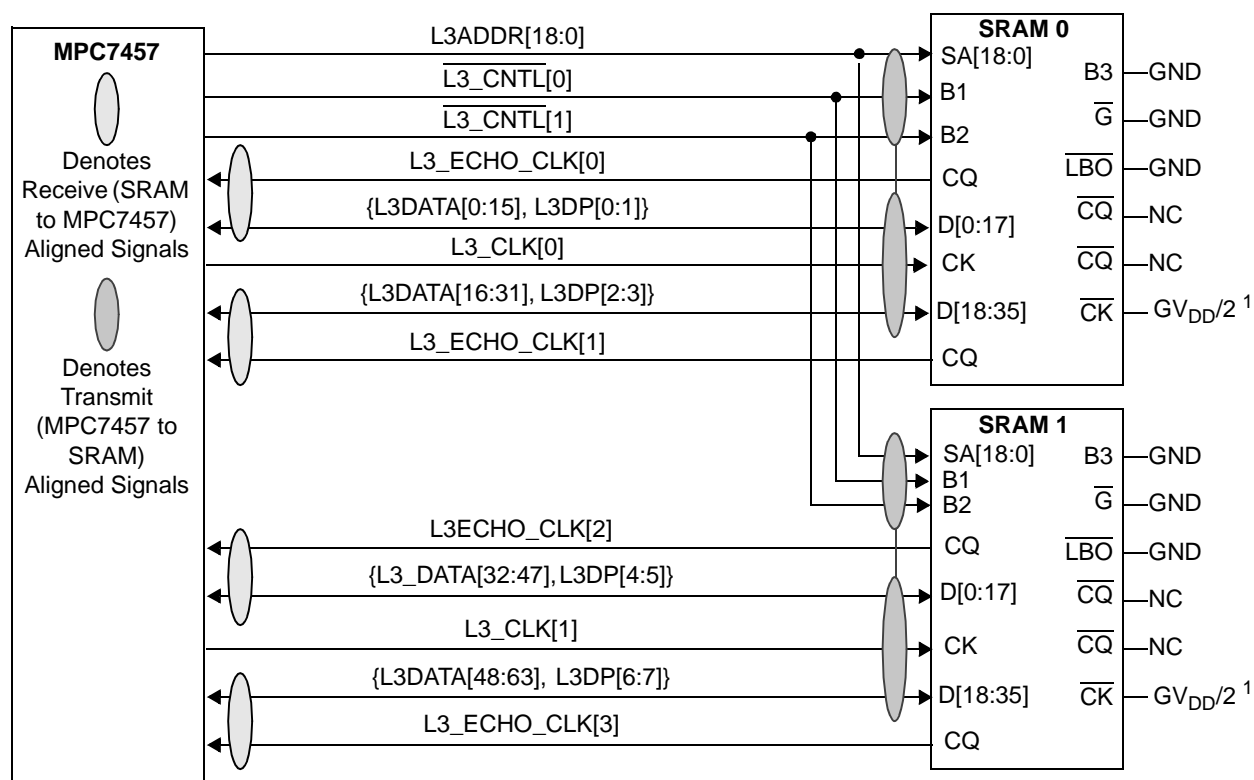 MPC7457
Denotes
Receive (SRAM
to MPC7457)
Aligned Signals
Denotes
Transmit
(MPC7457 to
SRAM)
Aligned Signals
L3ADDR[18:0]
L3_CNTL[0]
L3_CNTL[1]
L3_ECHO_CLK[0]
{L3DATA[0:15], L3DP[0:1]}
L3_CLK[0]
{L3DATA[16:31], L3DP[2:3]}
L3_ECHO_CLK[1]
SRAM 0
SA[18:0]
B1
B2
CQ
D[0:17]
CK
D[18:35]
CQ
B3 GND
G GND
LBO GND
CQ NC
CQ NC
CK GVDD/2 1
L3ECHO_CLK[2]
{L3_DATA[32:47], L3DP[4:5]}
L3_CLK[1]
{L3DATA[48:63], L3DP[6:7]}
L3_ECHO_CLK[3]
SRAM 1
SA[18:0]
B1
B2
CQ
D[0:17]
CK
D[18:35]
CQ
B3 GND
G GND
LBO GND
CQ NC
CQ NC
CK GVDD/2 1